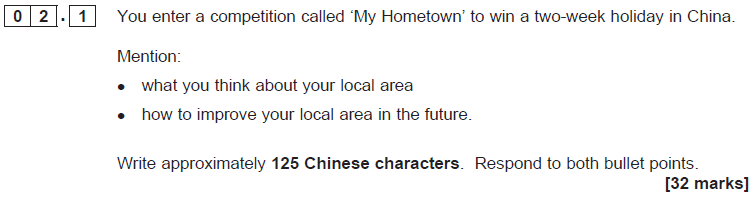 0 2 . 1 You enter a competition called ‘My Hometown’ to win a two-week holiday in China.
Mention:
• what you think about your local area
• how to improve your local area in the future.
Write approximately 125 Chinese characters. Respond to both bullet points.
[32 marks]